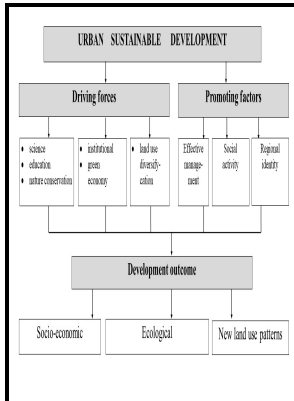 URBAN SUSTAINABLE DEVELOPMENT
Driving forces
Promoting factors
• science
• education
• nature conservation
• institutional
• green
economy
• land use
diversify-
cation
Effective
manage-
ment
Social
activity
Regional
identity
Development outcome
Socio-economic
Ecological
New land use patterns